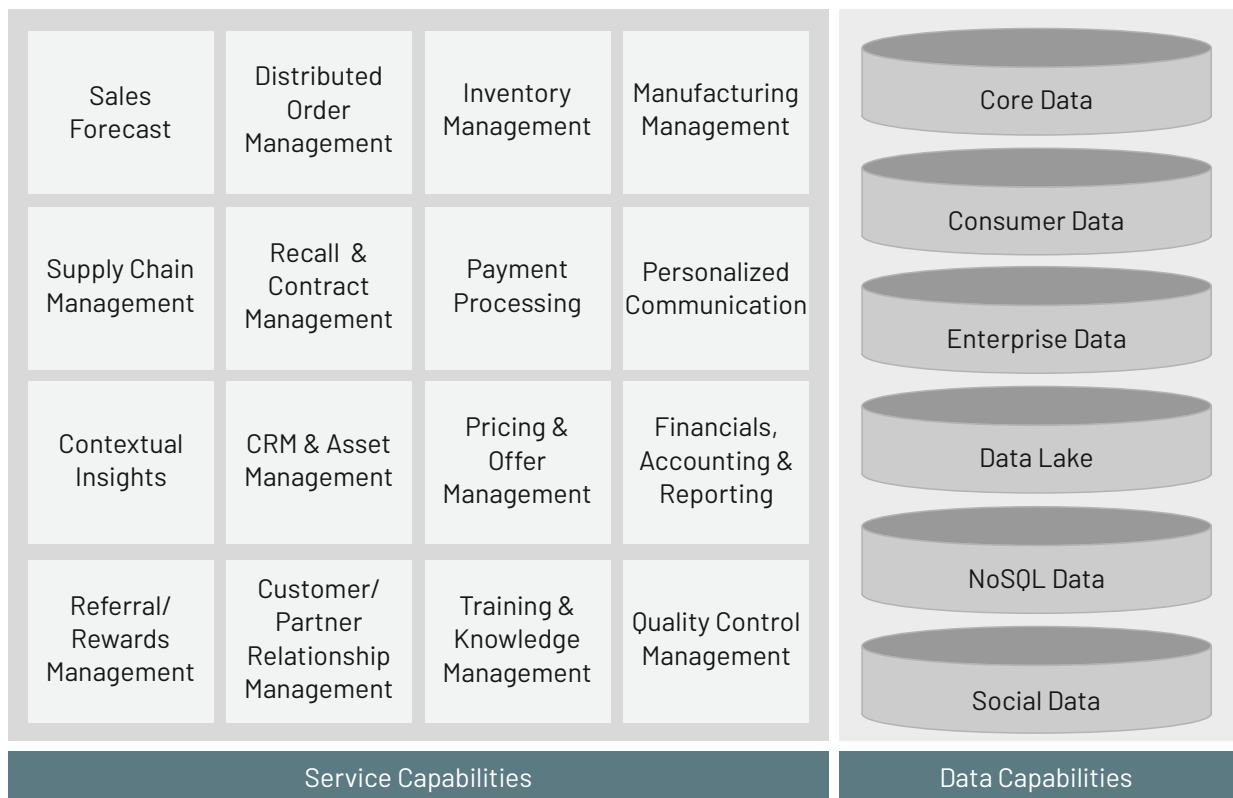 Sales
Forecast
Distributed
Order
Management
Inventory
Management
Manufacturing
Management
Supply Chain
Management
Recall &
Contract
Management
Payment
Processing
Personalized
Communication
Contextual
Insights
CRM & Asset
Management
Pricing &
Offer
Management
Financials,
Accounting &
Reporting
Referral/
Rewards
Management
Customer/
Partner
Relationship
Management
Training &
Knowledge
Management
Quality Control
Management
Service Capabilities
Core Data
Consumer Data
Enterprise Data
Data Lake
NoSQL Data
Social Data
Data Capabilities